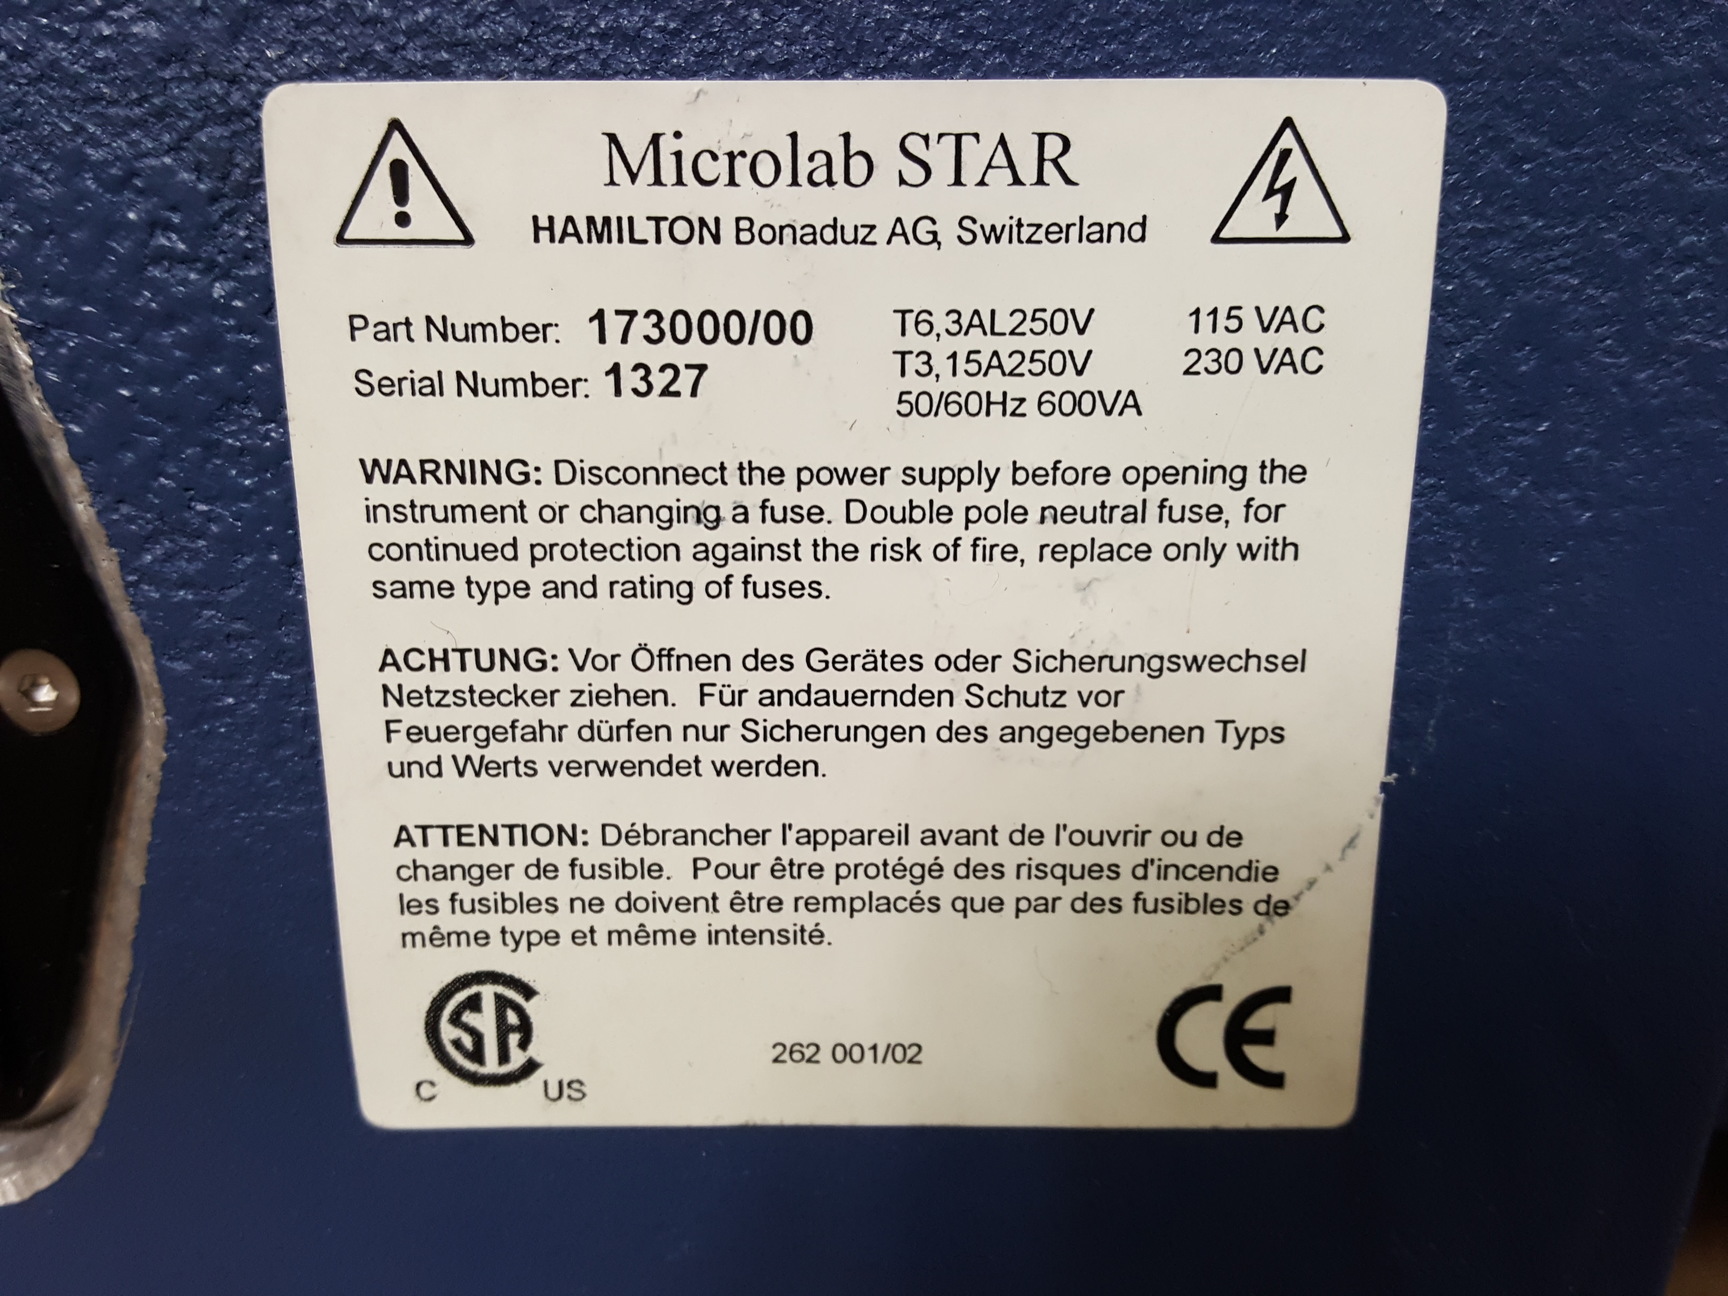 Microlab STAR
HAMILTON Bonaduz AG, Switzerland
Part Number: 173000/00
Serial Number: 1327
T6,3AL250V 115 VAC
T3,15A250V 230 VAC
50/60Hz 600VA
WARNING: Disconnect the power supply before opening the
instrument or changing a fuse. Double pole neutral fuse, for
continued protection against the risk of fire, replace only with
same type and rating of fuses.
ACHTUNG: Vor Öffnen des Gerätes oder Sicherungswechsel
Netzstecker ziehen. Für andauernden Schutz vor
Feuergefahr dürfen nur Sicherungen des angegebenen Typs
und Werts verwendet werden.
ATTENTION: Débrancher l'appareil avant de l'ouvrir ou de
changer de fusible. Pour être protégé des risques d'incendie
les fusibles ne doivent être remplacés que par des fusibles de
même type et même intensité.
C SA US
262 001/02
CE